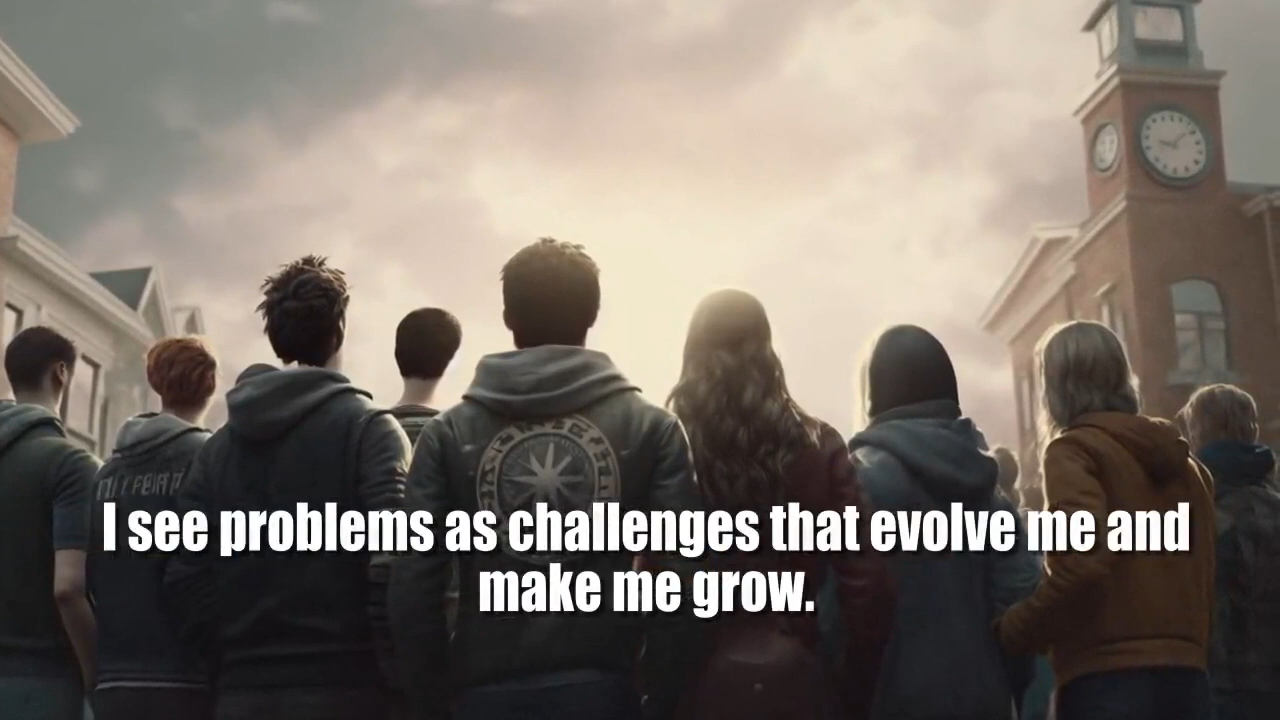 I see problems as challenges that evolve me and
make me grow.